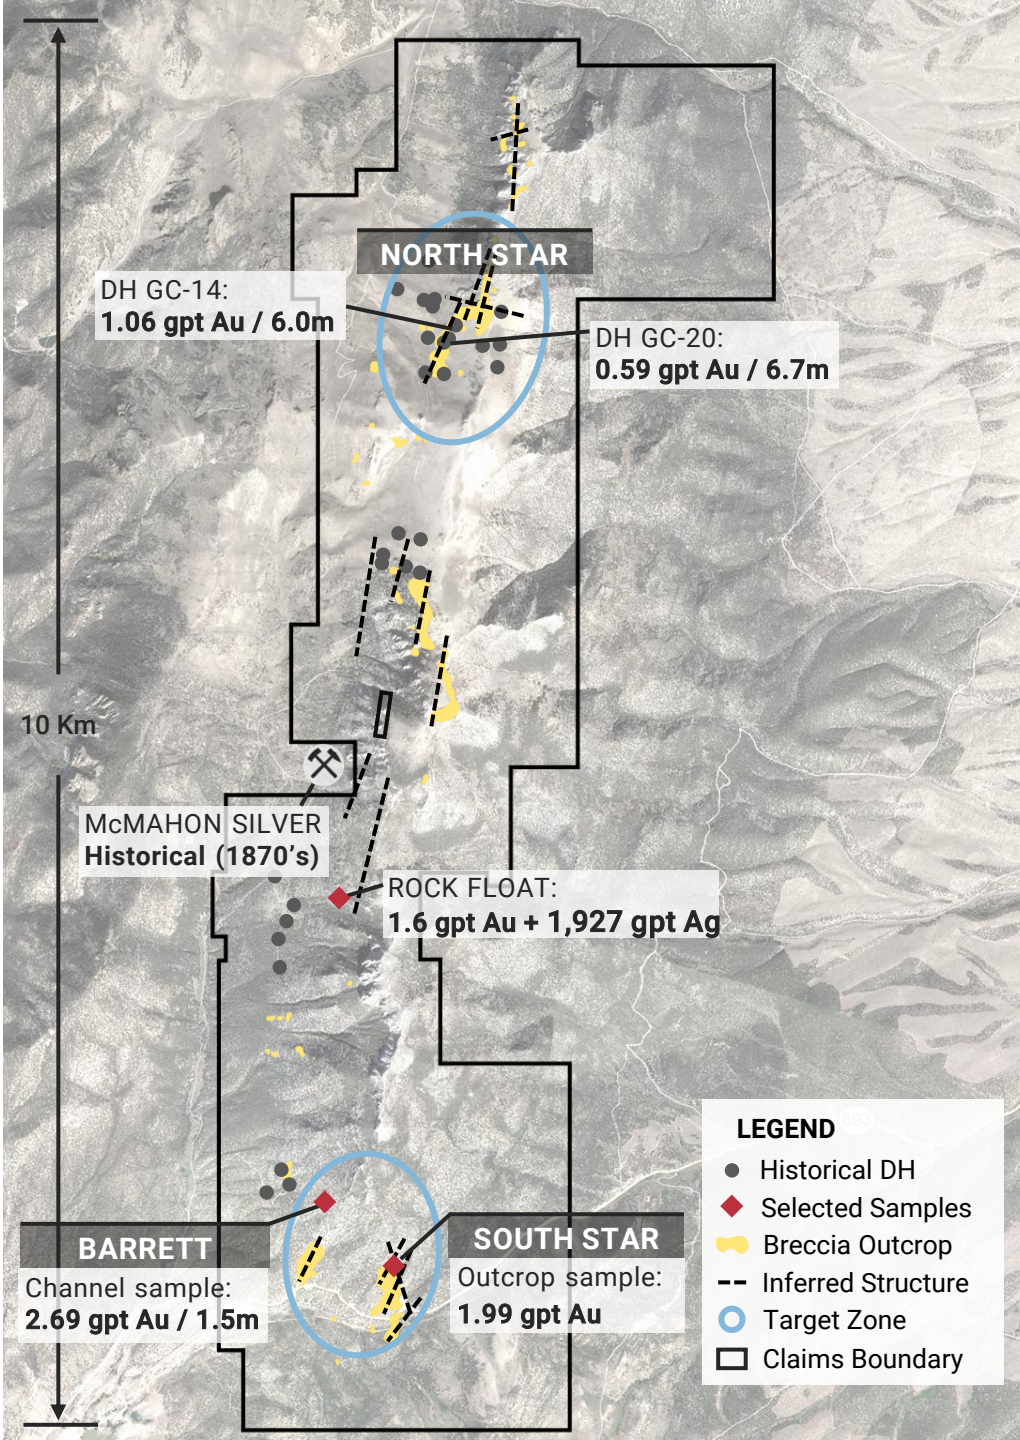 NORTH STAR
DH GC-14:
1.06 gpt Au / 6.0m
DH GC-20:
0.59 gpt Au / 6.7m
10 Km
McMAHON SILVER
Historical (1870's)
ROCK FLOAT:
1.6 gpt Au + 1,927 gpt Ag
893
LEGEND
Historical DH
Selected Samples
Breccia Outcrop
Inferred Structure
Target Zone
Claims Boundary
BARRETT
Channel sample:
2.69 gpt Au / 1.5m
SOUTH STAR
Outcrop sample:
1.99 gpt Au